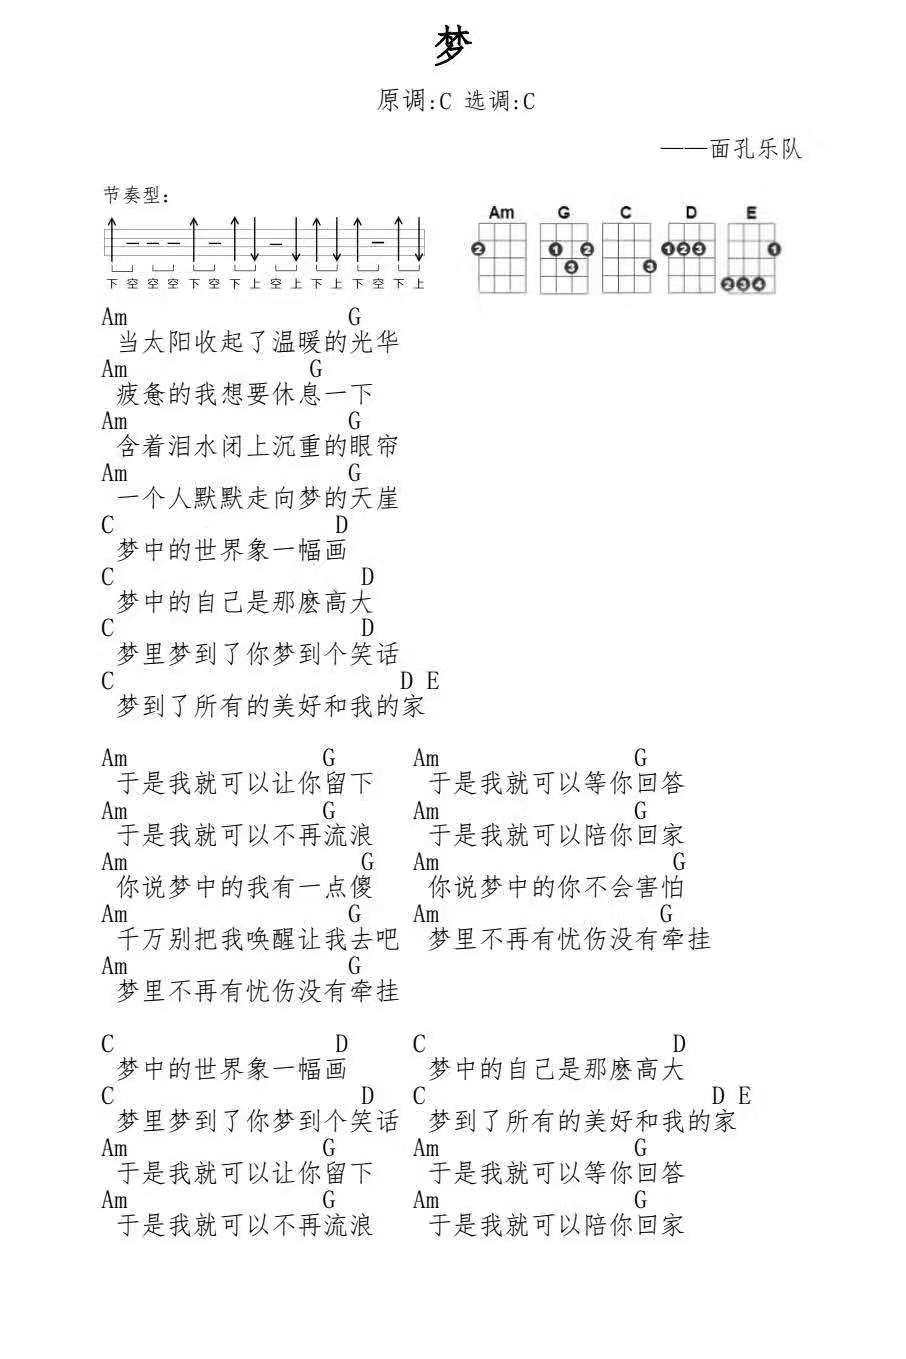 梦
原调:C 选调:C
——面孔乐队
节奏型:
下 空 空 空 下 空 下 上 空 上 下 上 下 空 下 上
Am G C D E
2 1 2 3 3 1 2 3 1 2 3 4
Am G
当太阳收起了温暖的光华
Am G
疲惫的我想要休息一下
Am G
含着泪水闭上沉重的眼帘
Am G
一个人默默走向梦的天崖
C D
梦中的世界象一幅画
C D
梦中的自己是那麽高大
C D
梦里梦到了你梦到个笑话
C D E
梦到了所有的美好和我的家
Am G Am G
于是我就可以让你留下 于是我就可以等你回答
Am G Am G
于是我就可以不再流浪 于是我就可以陪你回家
Am G Am G
你说梦中的我有一点傻 你说梦中的你不会害怕
Am G Am G
千万别把我唤醒让我去吧 梦里不再有忧伤没有牵挂
Am G
梦里不再有忧伤没有牵挂
C D C D
梦中的世界象一幅画 梦中的自己是那麽高大
C D C D E
梦里梦到了你梦到个笑话 梦到了所有的美好和我的家
Am G Am G
于是我就可以让你留下 于是我就可以等你回答
Am G Am G
于是我就可以不再流浪 于是我就可以陪你回家